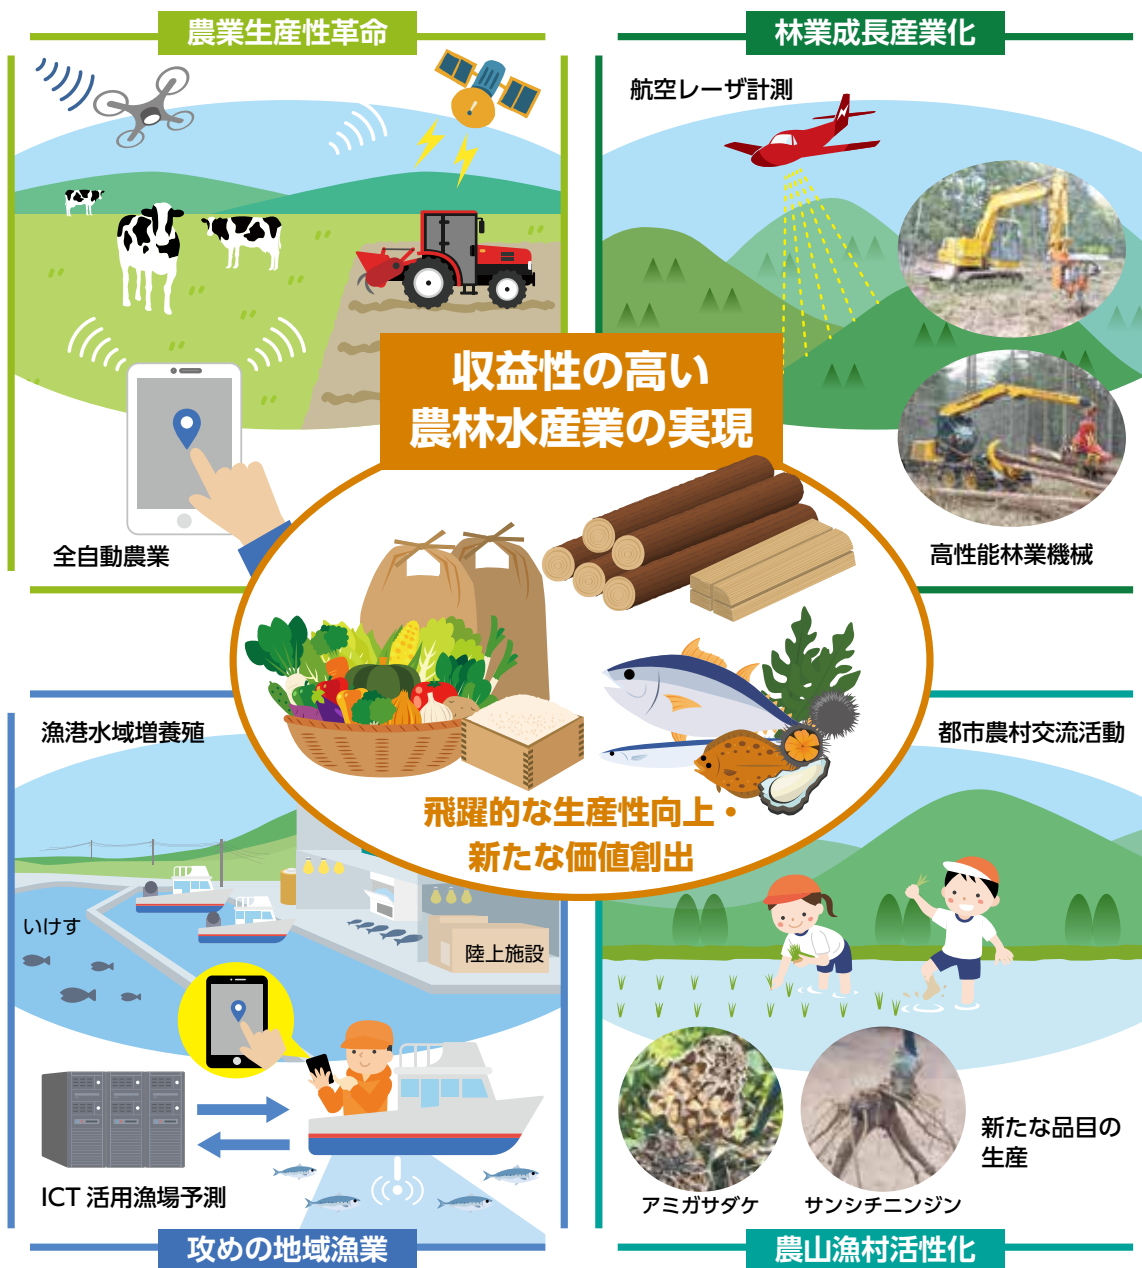 農業生産性革命
全自動農業
林業成長産業化
航空レーザ計測
高性能林業機械
収益性の高い
農林水産業の実現
飛躍的な生産性向上・
新たな価値創出
漁港水域増養殖
いけす
陸上施設
ICT 活用漁場予測
攻めの地域漁業
都市農村交流活動
新たな品目の
生産
アミガサダケ
サンシチニンジン
農山漁村活性化